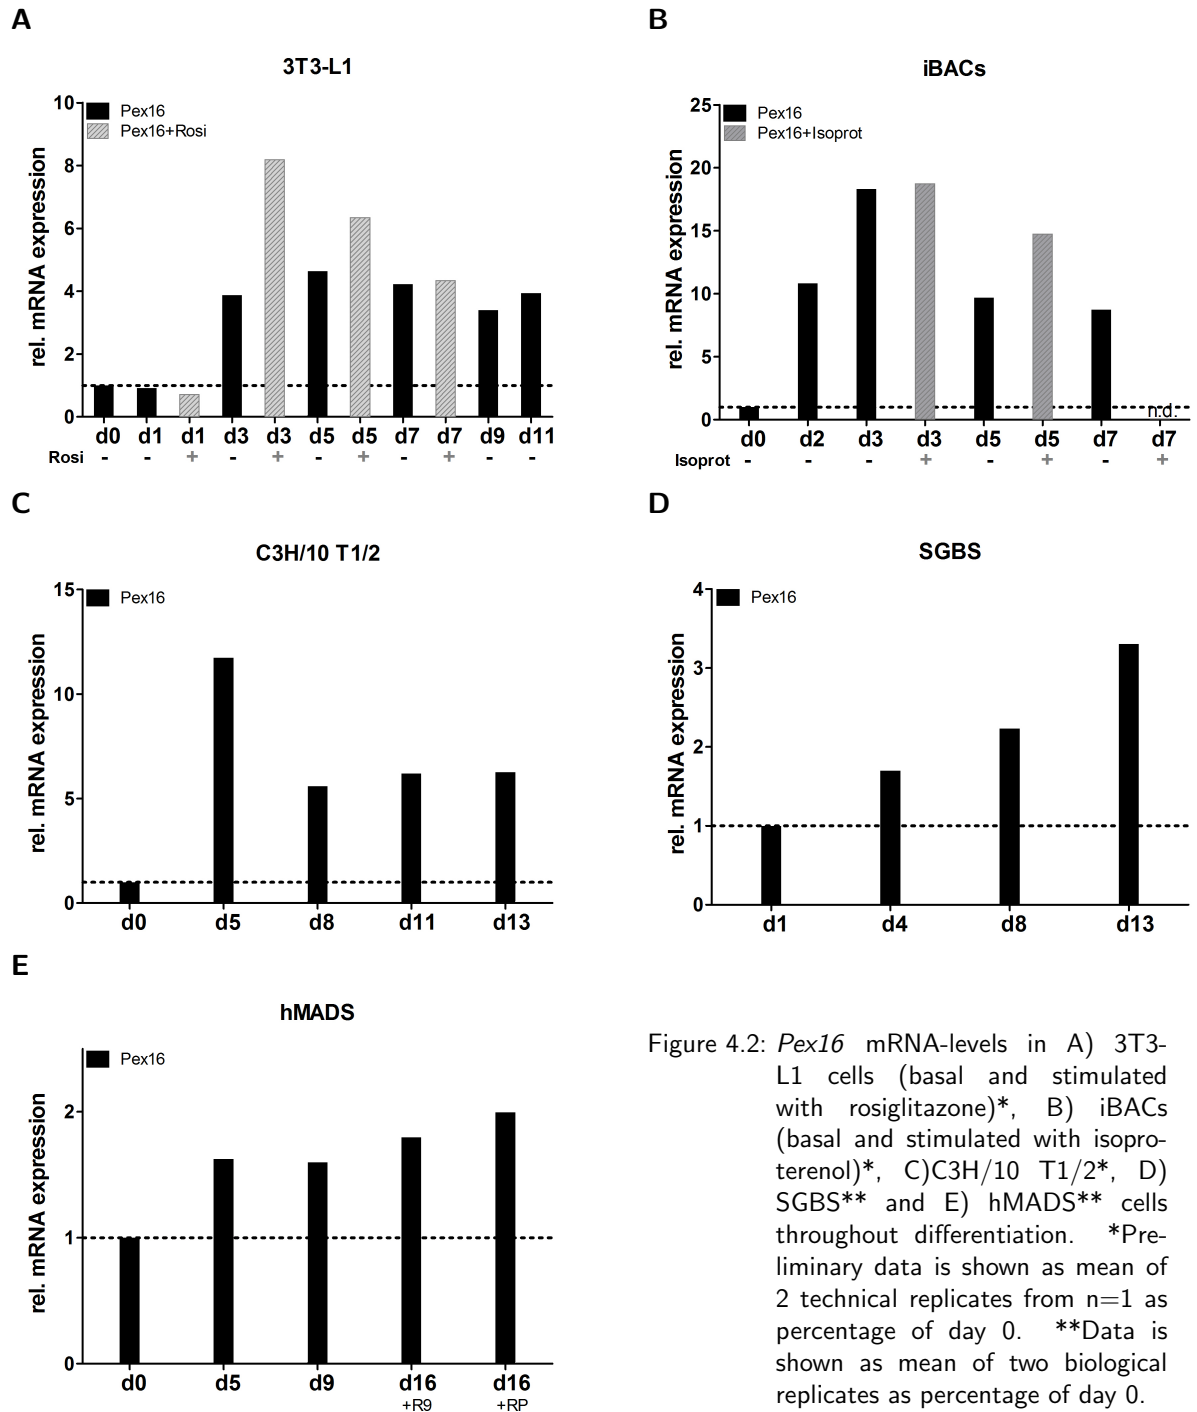 A
3T3-L1
rel. mRNA expression
10
8
6
4
2
0
Pex16
Pex16+Rosi
d0 d1 d1 d3 d3 d5 d5 d7 d7 d9 d11
Rosi - - + - + - + - + - -
B
iBACs
rel. mRNA expression
25
20
15
10
5
0
Pex16
Pex16+Isoprot
n.d.
d0 d2 d3 d3 d5 d5 d7 d7
Isoprot - - - + - + - +
C
C3H/10 T1/2
rel. mRNA expression
15
10
5
0
Pex16
d0 d5 d8 d11 d13
D
SGBS
rel. mRNA expression
4
3
2
1
0
Pex16
d1 d4 d8 d13
E
hMADS
rel. mRNA expression
2
1
0
Pex16
d0 d5 d9 d16 d16
+R9 +RP
Figure 4.2: Pex16 mRNA-levels in A) 3T3-
L1 cells (basal and stimulated
with rosiglitazone)*, B) iBACs
(basal and stimulated with isopro-
terenol)*, C)C3H/10 T1/2*, D)
SGBS** and E) hMADS** cells
throughout differentiation. *Pre-
liminary data is shown as mean of
2 technical replicates from n=1 as
percentage of day 0. **Data is
shown as mean of two biological
replicates as percentage of day 0.